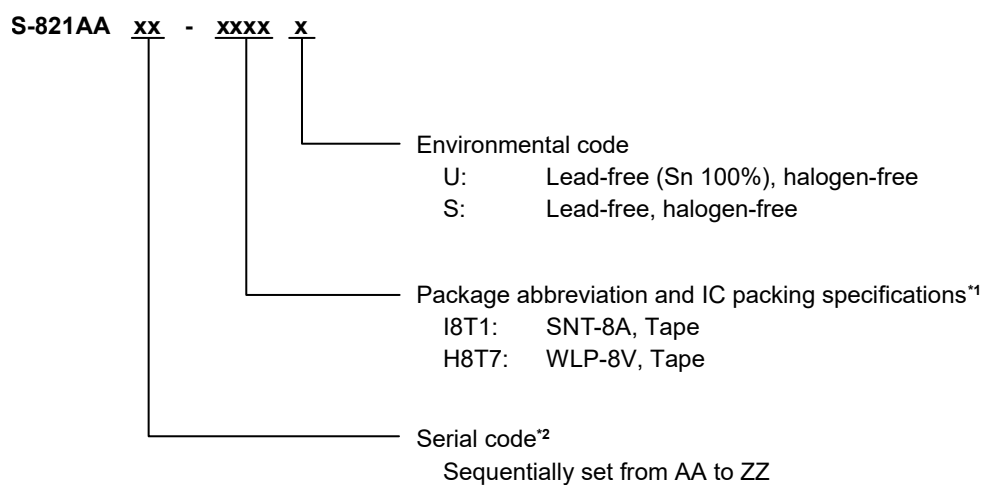 S-821AA xx - xxxx x
Environmental code
U: Lead-free (Sn 100%), halogen-free
S: Lead-free, halogen-free
Package abbreviation and IC packing specifications*1
I8T1: SNT-8A, Tape
H8T7: WLP-8V, Tape
Serial code*2
Sequentially set from AA to ZZ